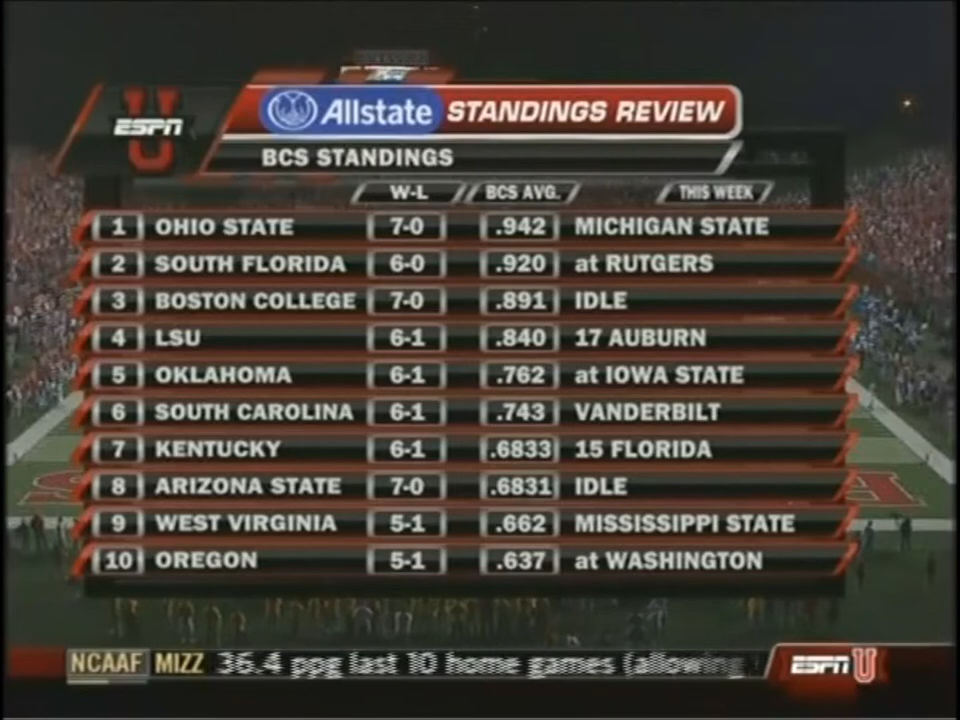 ESPN U Allstate STANDINGS REVIEW
BCS STANDINGS
W-L BCS AVG. THIS WEEK
1 OHIO STATE 7-0 .942 MICHIGAN STATE
2 SOUTH FLORIDA 6-0 .920 at RUTGERS
3 BOSTON COLLEGE 7-0 .891 IDLE
4 LSU 6-1 .840 17 AUBURN
5 OKLAHOMA 6-1 .762 at IOWA STATE
6 SOUTH CAROLINA 6-1 .743 VANDERBILT
7 KENTUCKY 6-1 .6833 15 FLORIDA
8 ARIZONA STATE 7-0 .6831 IDLE
9 WEST VIRGINIA 5-1 .662 MISSISSIPPI STATE
10 OREGON 5-1 .637 at WASHINGTON
NCAAF MIZZ 36.4 ppg last 10 home games (allowing ESPN U